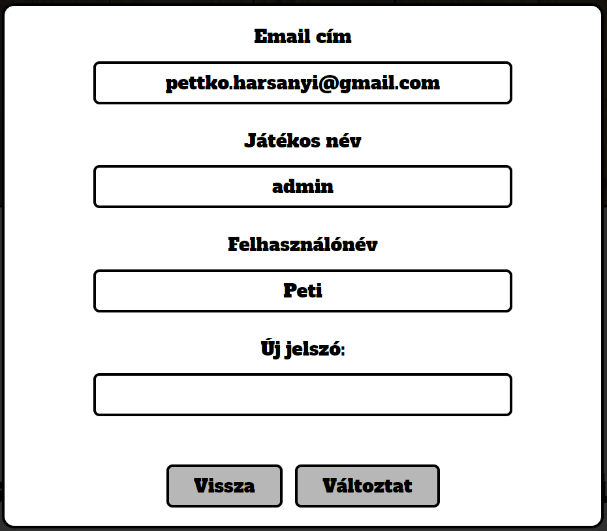 Email cím
pettko.harsanyi@gmail.com
Játékos név
admin
Felhasználónév
Peti
Új jelszó:
Vissza
Változtat